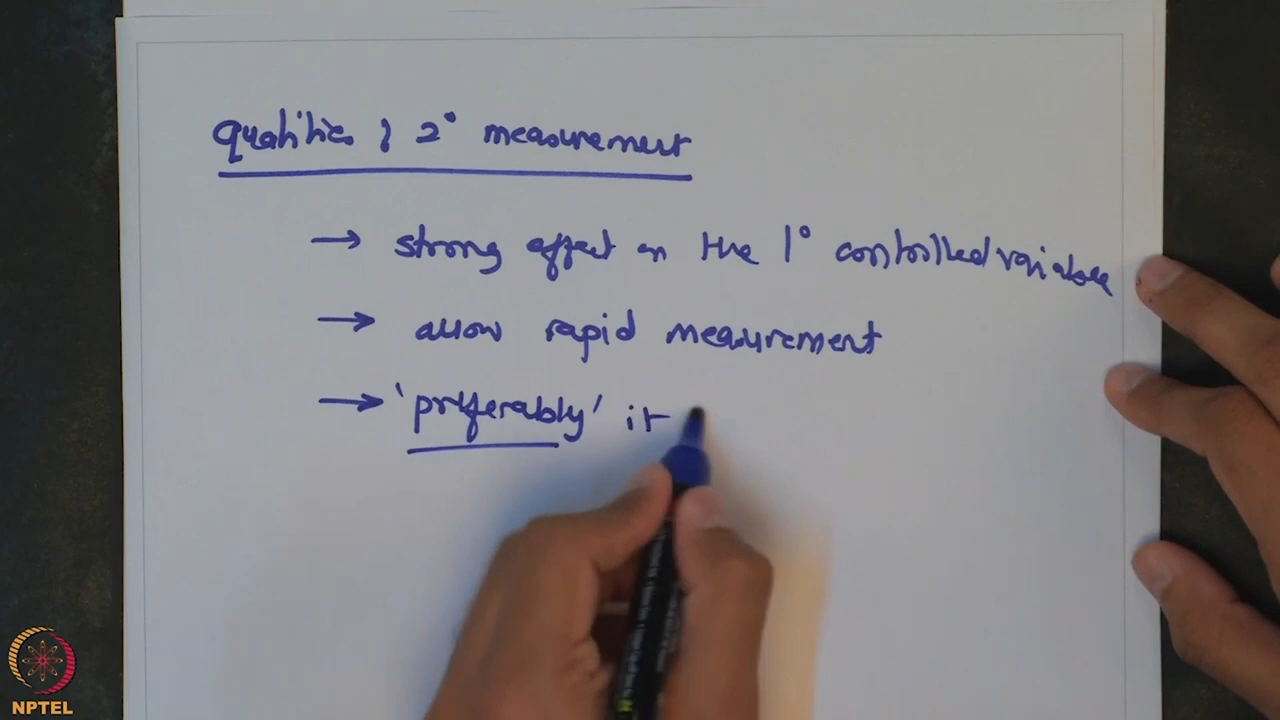 Qualities of 2° measurement
→ strong effect on the 1° controlled variable
→ allow rapid measurement
→ 'preferably' it
NPTEL